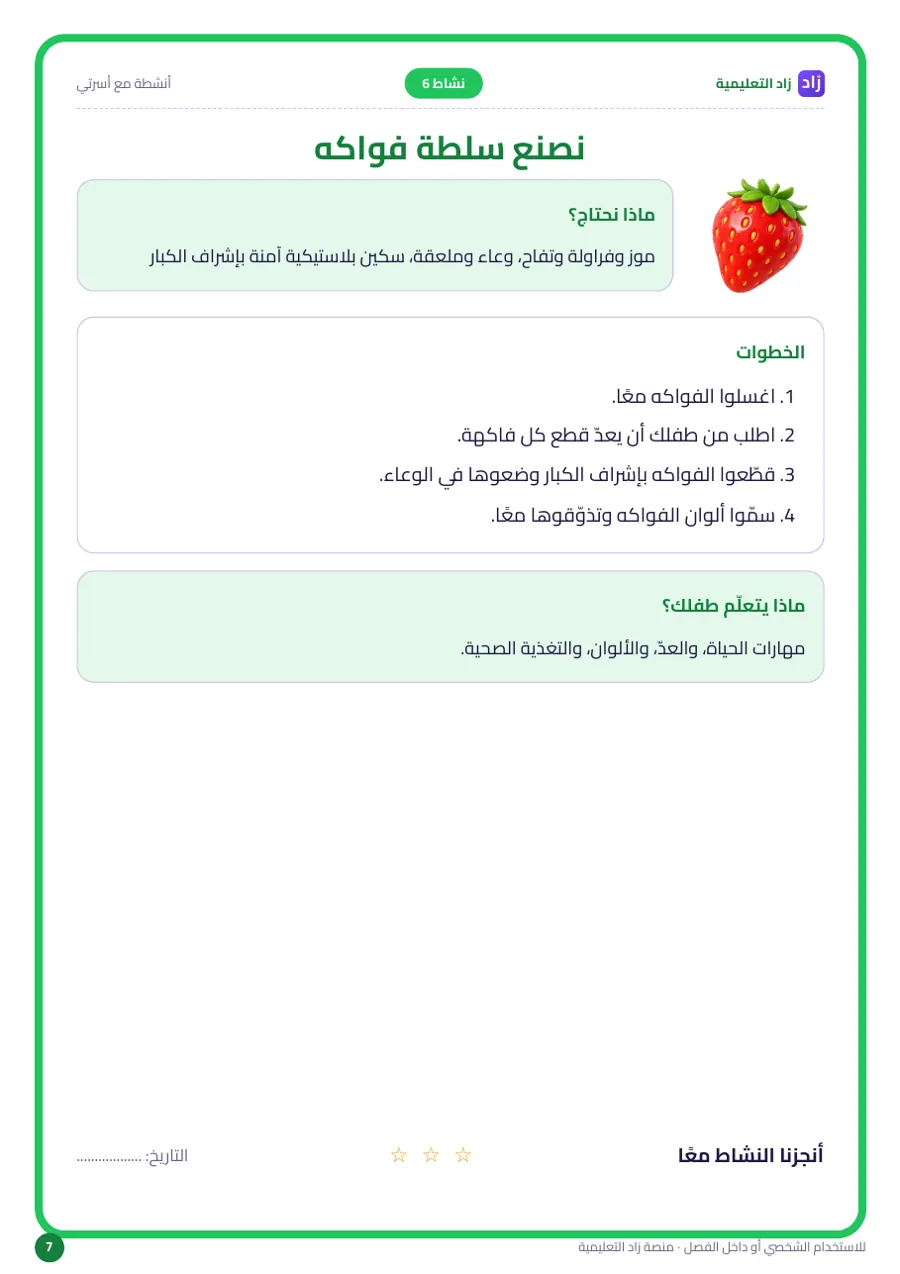 زاد زاد التعليمية
نشاط 6
أنشطة مع أسرتي
نصنع سلطة فواكه
ماذا نحتاج؟
موز وفراولة وتفاح، وعاء وملعقة، سكين بلاستيكية آمنة بإشراف الكبار
الخطوات
1. اغسلوا الفواكه معًا.
2. اطلب من طفلك أن يعدّ قطع كل فاكهة.
3. قطّعوا الفواكه بإشراف الكبار وضعوها في الوعاء.
4. سمّوا ألوان الفواكه وتذوّقوها معًا.
ماذا يتعلّم طفلك؟
مهارات الحياة، والعدّ، والألوان، والتغذية الصحية.
أنجزنا النشاط معًا
☆ ☆ ☆
التاريخ: ..................
للاستخدام الشخصي أو داخل الفصل · منصة زاد التعليمية
7